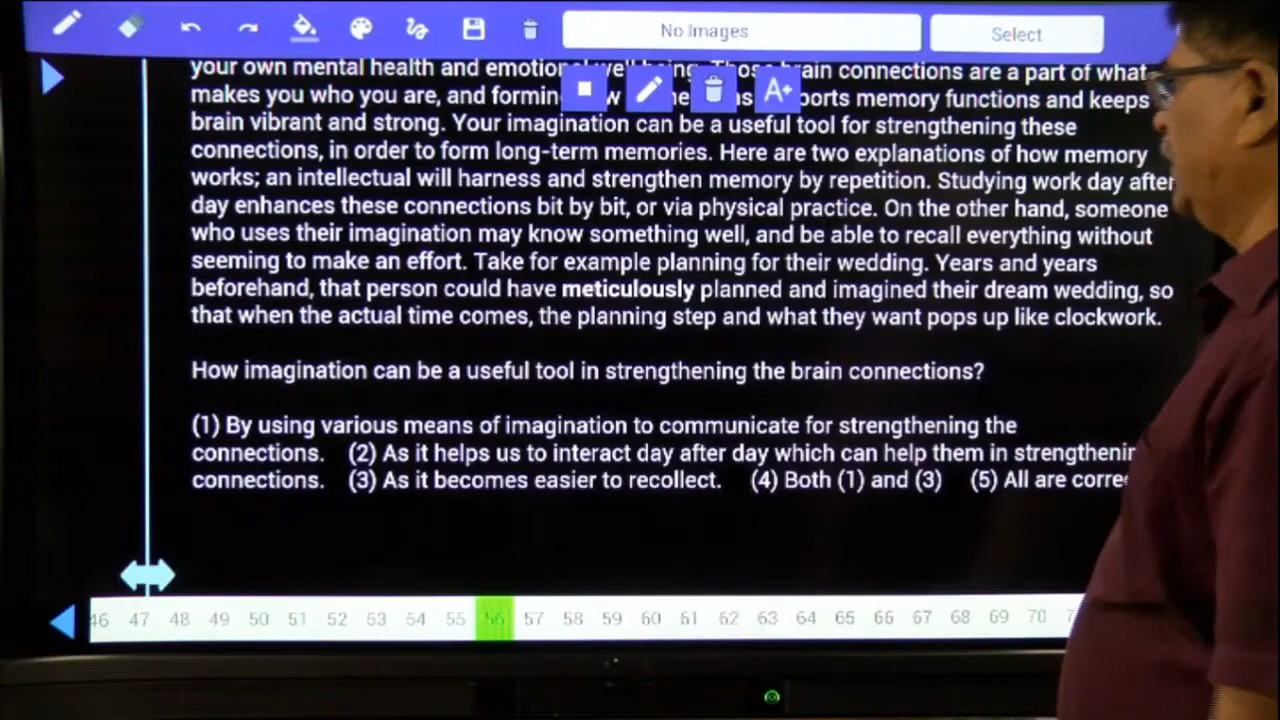 No Images
Select
your own mental health and emotional well being. Those brain connections are a part of what
makes you who you are, and forming memory functions and keeps
brain vibrant and strong. Your imagination can be a useful tool for strengthening these
connections, in order to form long-term memories. Here are two explanations of how memory
works; an intellectual will harness and strengthen memory by repetition. Studying work day after
day enhances these connections bit by bit, or via physical practice. On the other hand, someone
who uses their imagination may know something well, and be able to recall everything without
seeming to make an effort. Take for example planning for their wedding. Years and years
beforehand, that person could have meticulously planned and imagined their dream wedding, so
that when the actual time comes, the planning step and what they want pops up like clockwork.
How imagination can be a useful tool in strengthening the brain connections?
(1) By using various means of imagination to communicate for strengthening the
connections. (2) As it helps us to interact day after day which can help them in
connections. (3) As it becomes easier to recollect. (4) Both (1) and (3) (5) All are
46 47 48 49 50 51 52 53 54 55 56 57 58 59 60 61 62 63 64 65 66 67 68 69 70